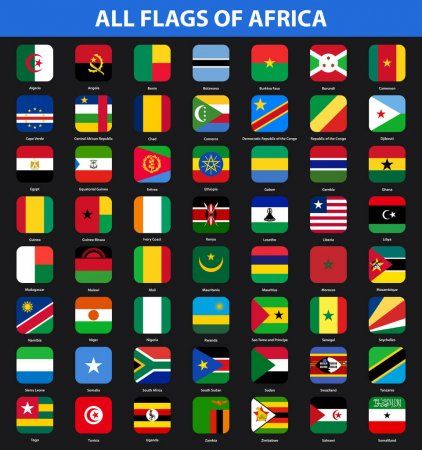 ALL FLAGS OF AFRICA
Algeria Angola Benin Botswana Burkina Faso Burundi Cameroon
Cape Verde Central African Republic Chad Comoros Democratic Republic of the Congo Republic of the Congo Djibouti
Egypt Equatorial Guinea Eritrea Ethiopia Gabon Gambia Ghana
Guinea Guinea Bissau Ivory Coast Kenya Lesotho Liberia Libya
Madagascar Malawi Mali Mauritania Mauritius Morocco Mozambique
Namibia Niger Nigeria Rwanda Sao Tome and Principe Senegal Seychelles
Sierra Leone Somalia South Africa South Sudan Sudan Swaziland Tanzania
Togo Tunisia Uganda Zambia Zimbabwe Sahrawi Somaliland